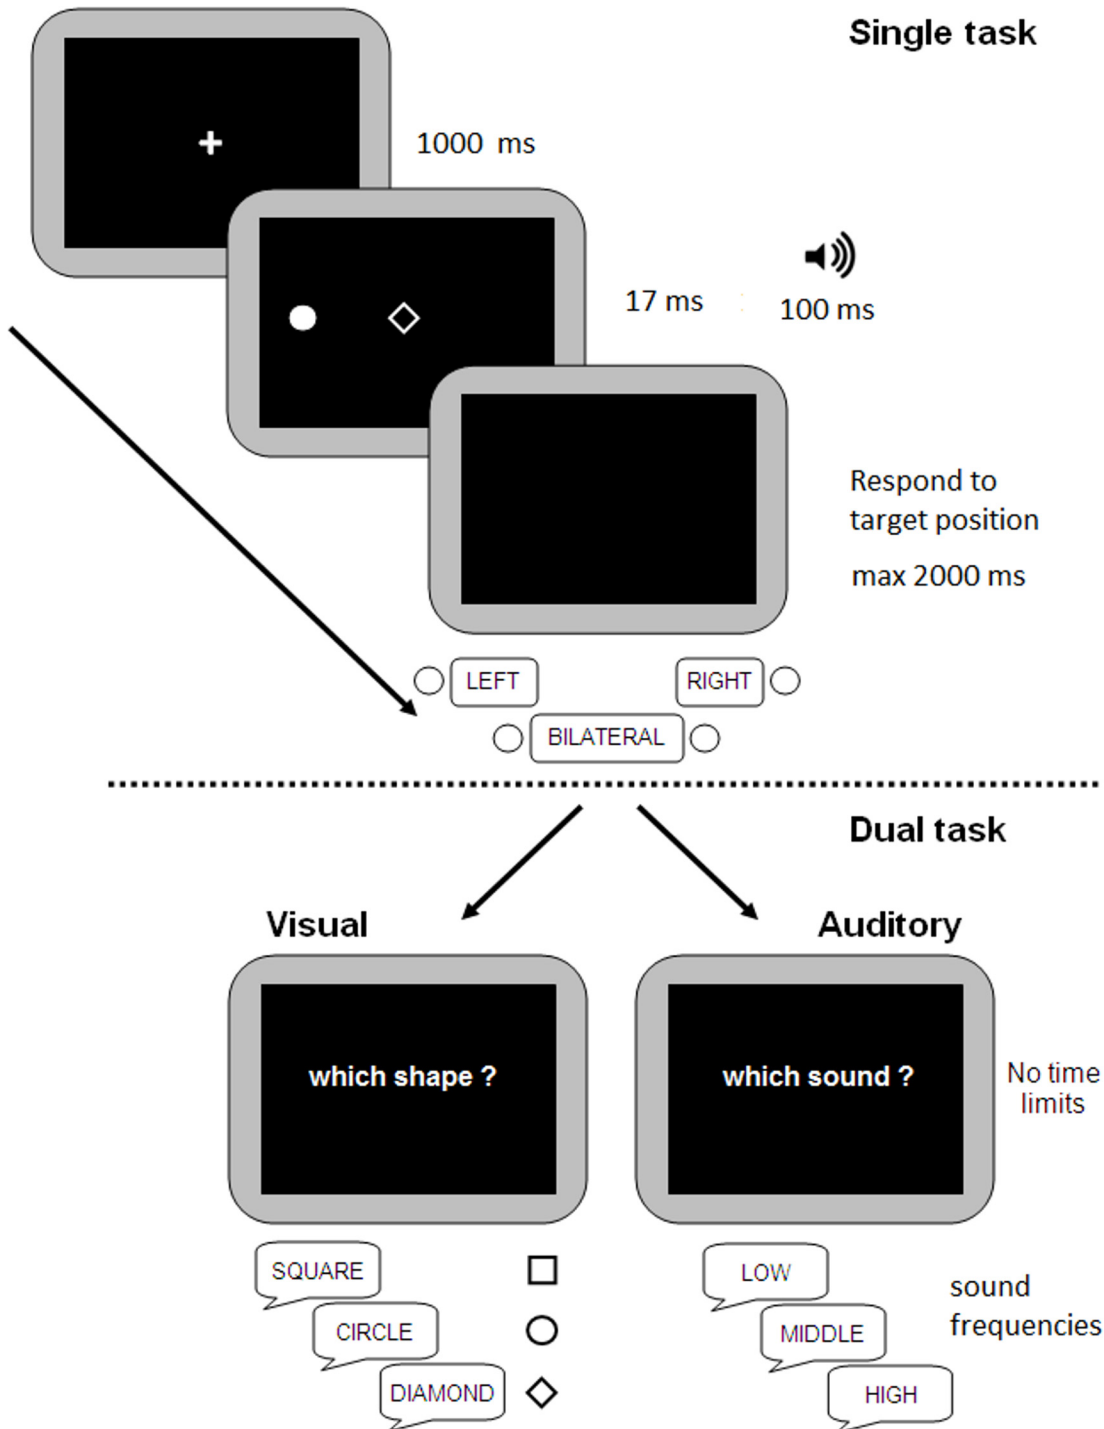 Single task
1000 ms
17 ms
100 ms
Respond to
target position
max 2000 ms
LEFT
RIGHT
BILATERAL
Dual task
Visual
Auditory
which shape ?
which sound ?
No time
limits
SQUARE
CIRCLE
DIAMOND
LOW
MIDDLE
HIGH
sound
frequencies